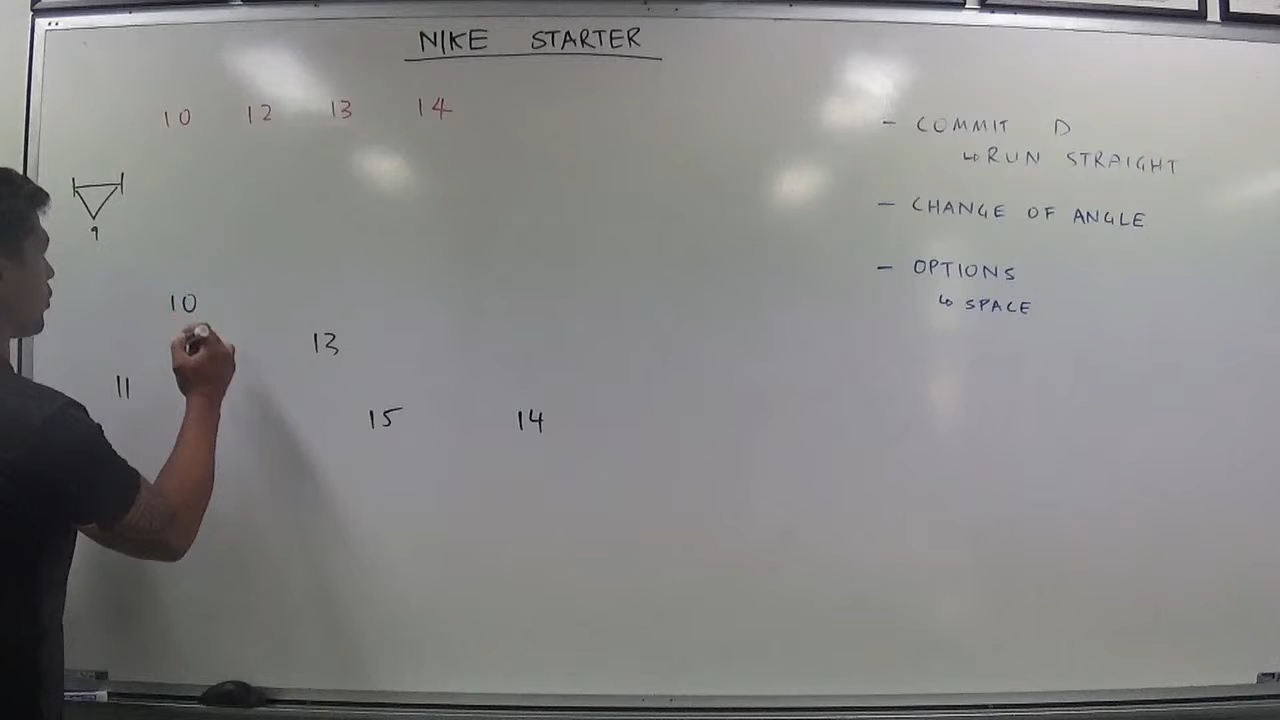 NIKE STARTER
10 12 13 14
- COMMIT D
↳ RUN STRAIGHT
- CHANGE OF ANGLE
9
- OPTIONS
↳ SPACE
10
13
11
15 14